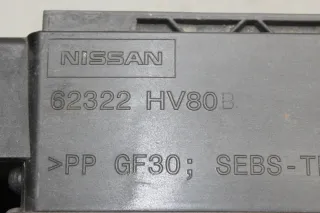 NISSAN
62322 HV80B
>PP GF30; SEBS-T